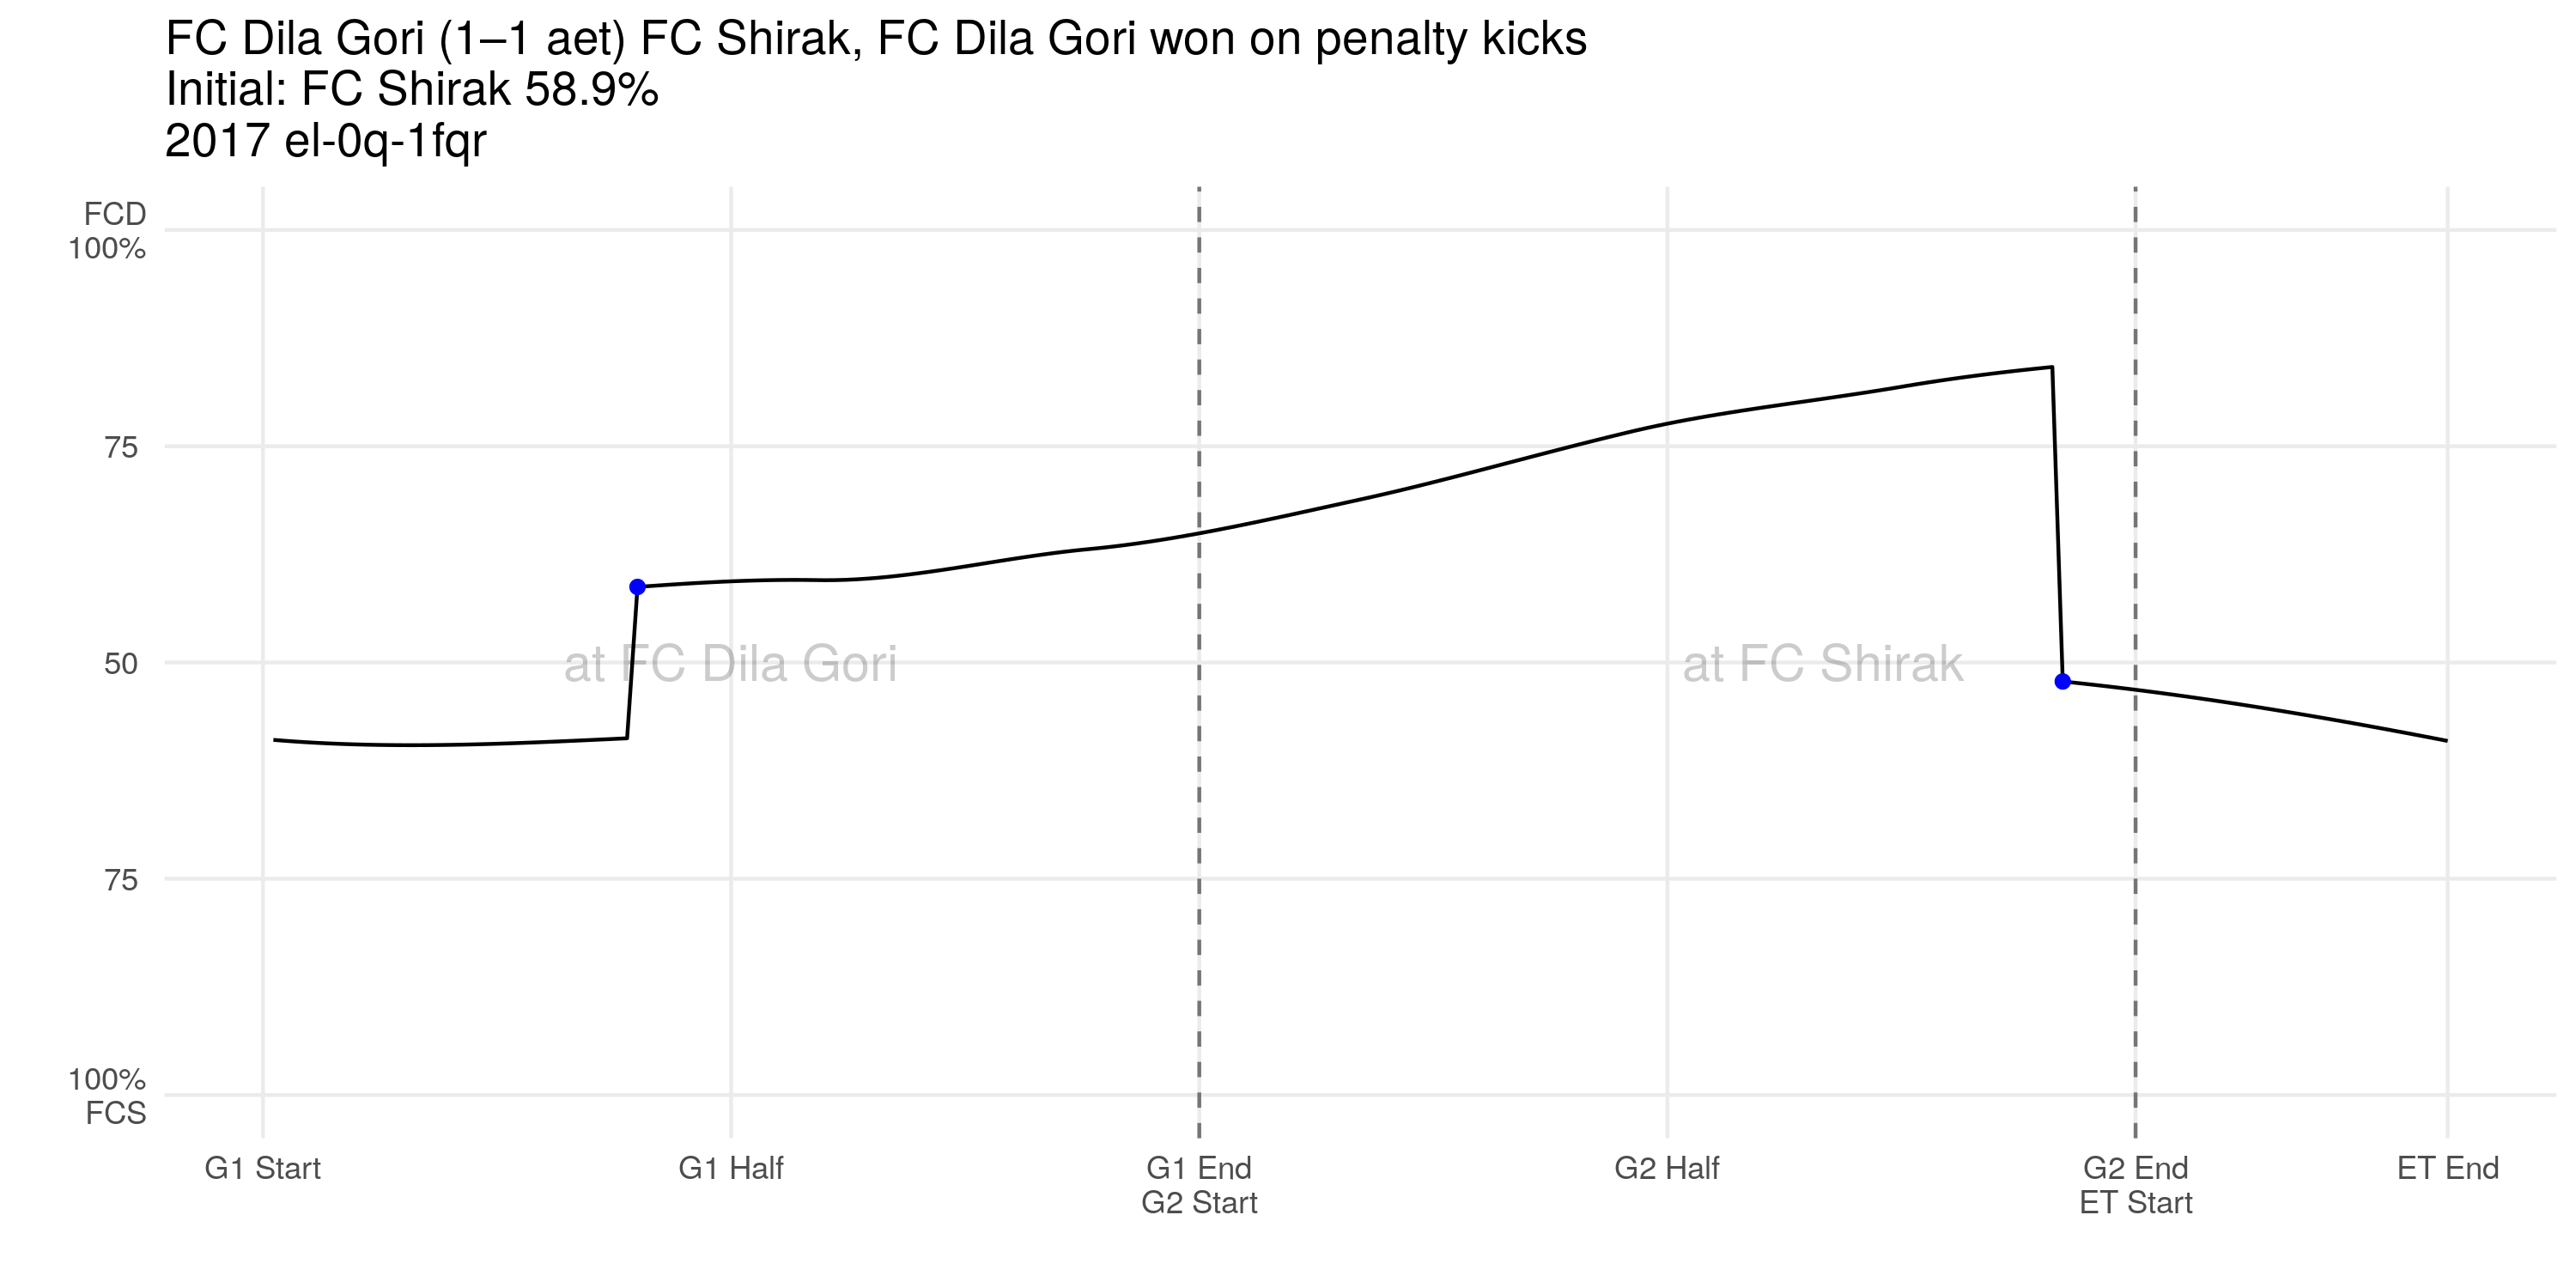 FC Dila Gori (1–1 aet) FC Shirak, FC Dila Gori won on penalty kicks
Initial: FC Shirak 58.9%
2017 el-0q-1fqr
FCD
100%
75
50
75
100%
FCS
at FC Dila Gori
at FC Shirak
G1 Start
G1 Half
G1 End
G2 Start
G2 Half
G2 End
ET Start
ET End